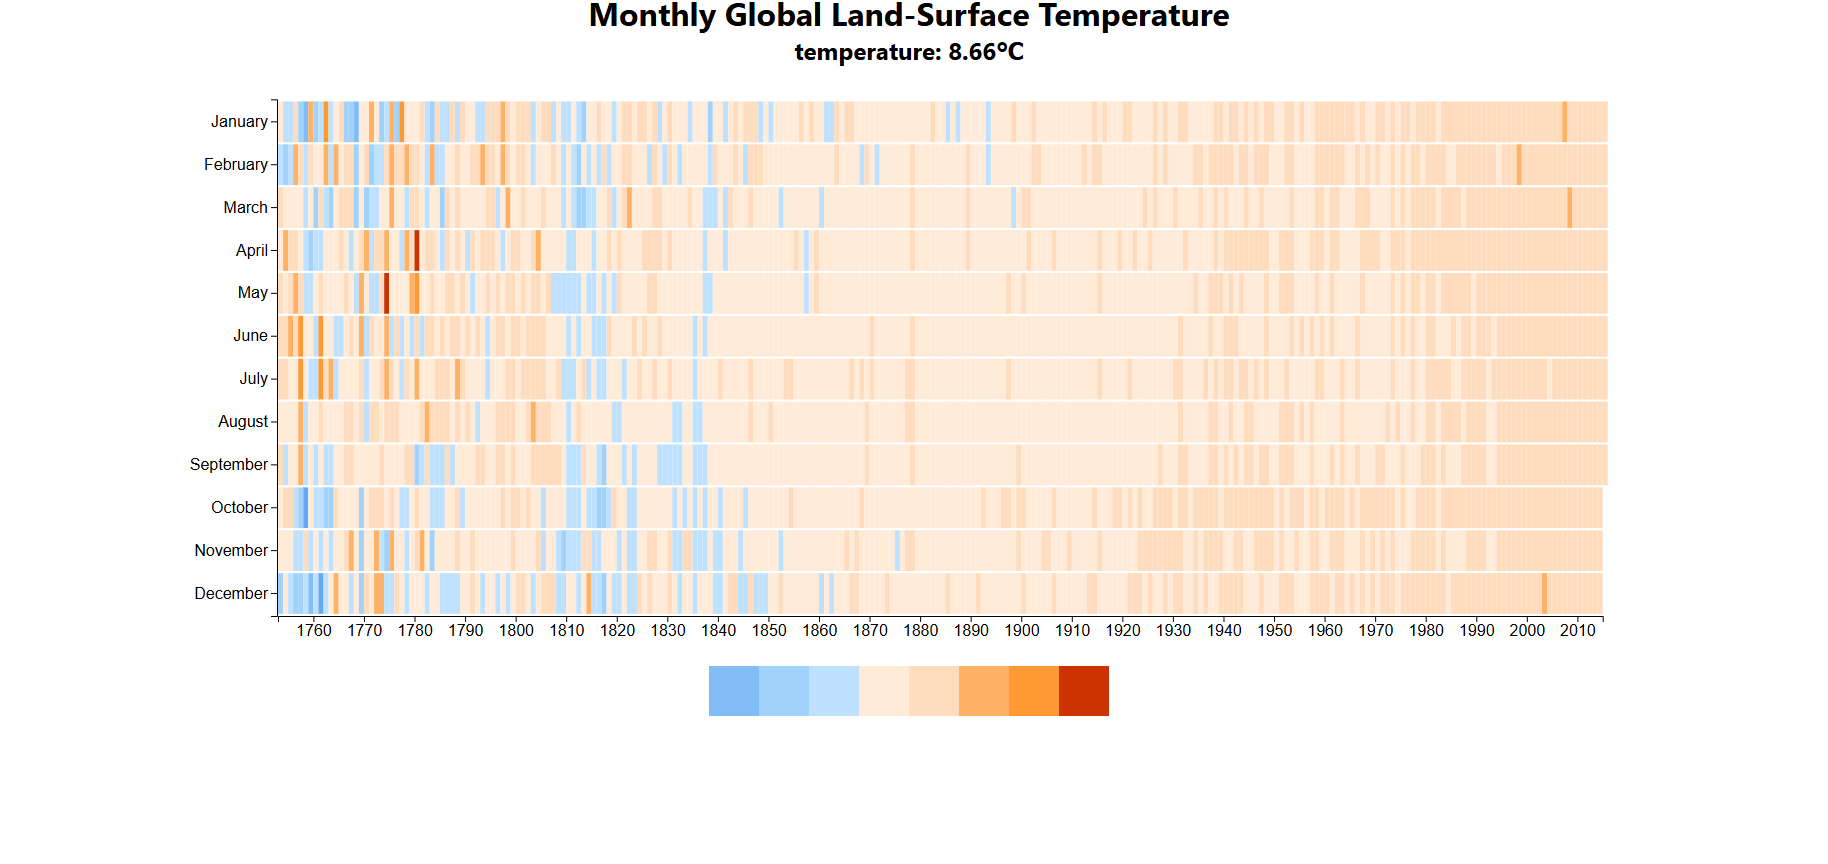 Monthly Global Land-Surface Temperature
temperature: 8.66℃
January
February
March
April
May
June
July
August
September
October
November
December
1760 1770 1780 1790 1800 1810 1820 1830 1840 1850 1860 1870 1880 1890 1900 1910 1920 1930 1940 1950 1960 1970 1980 1990 2000 2010